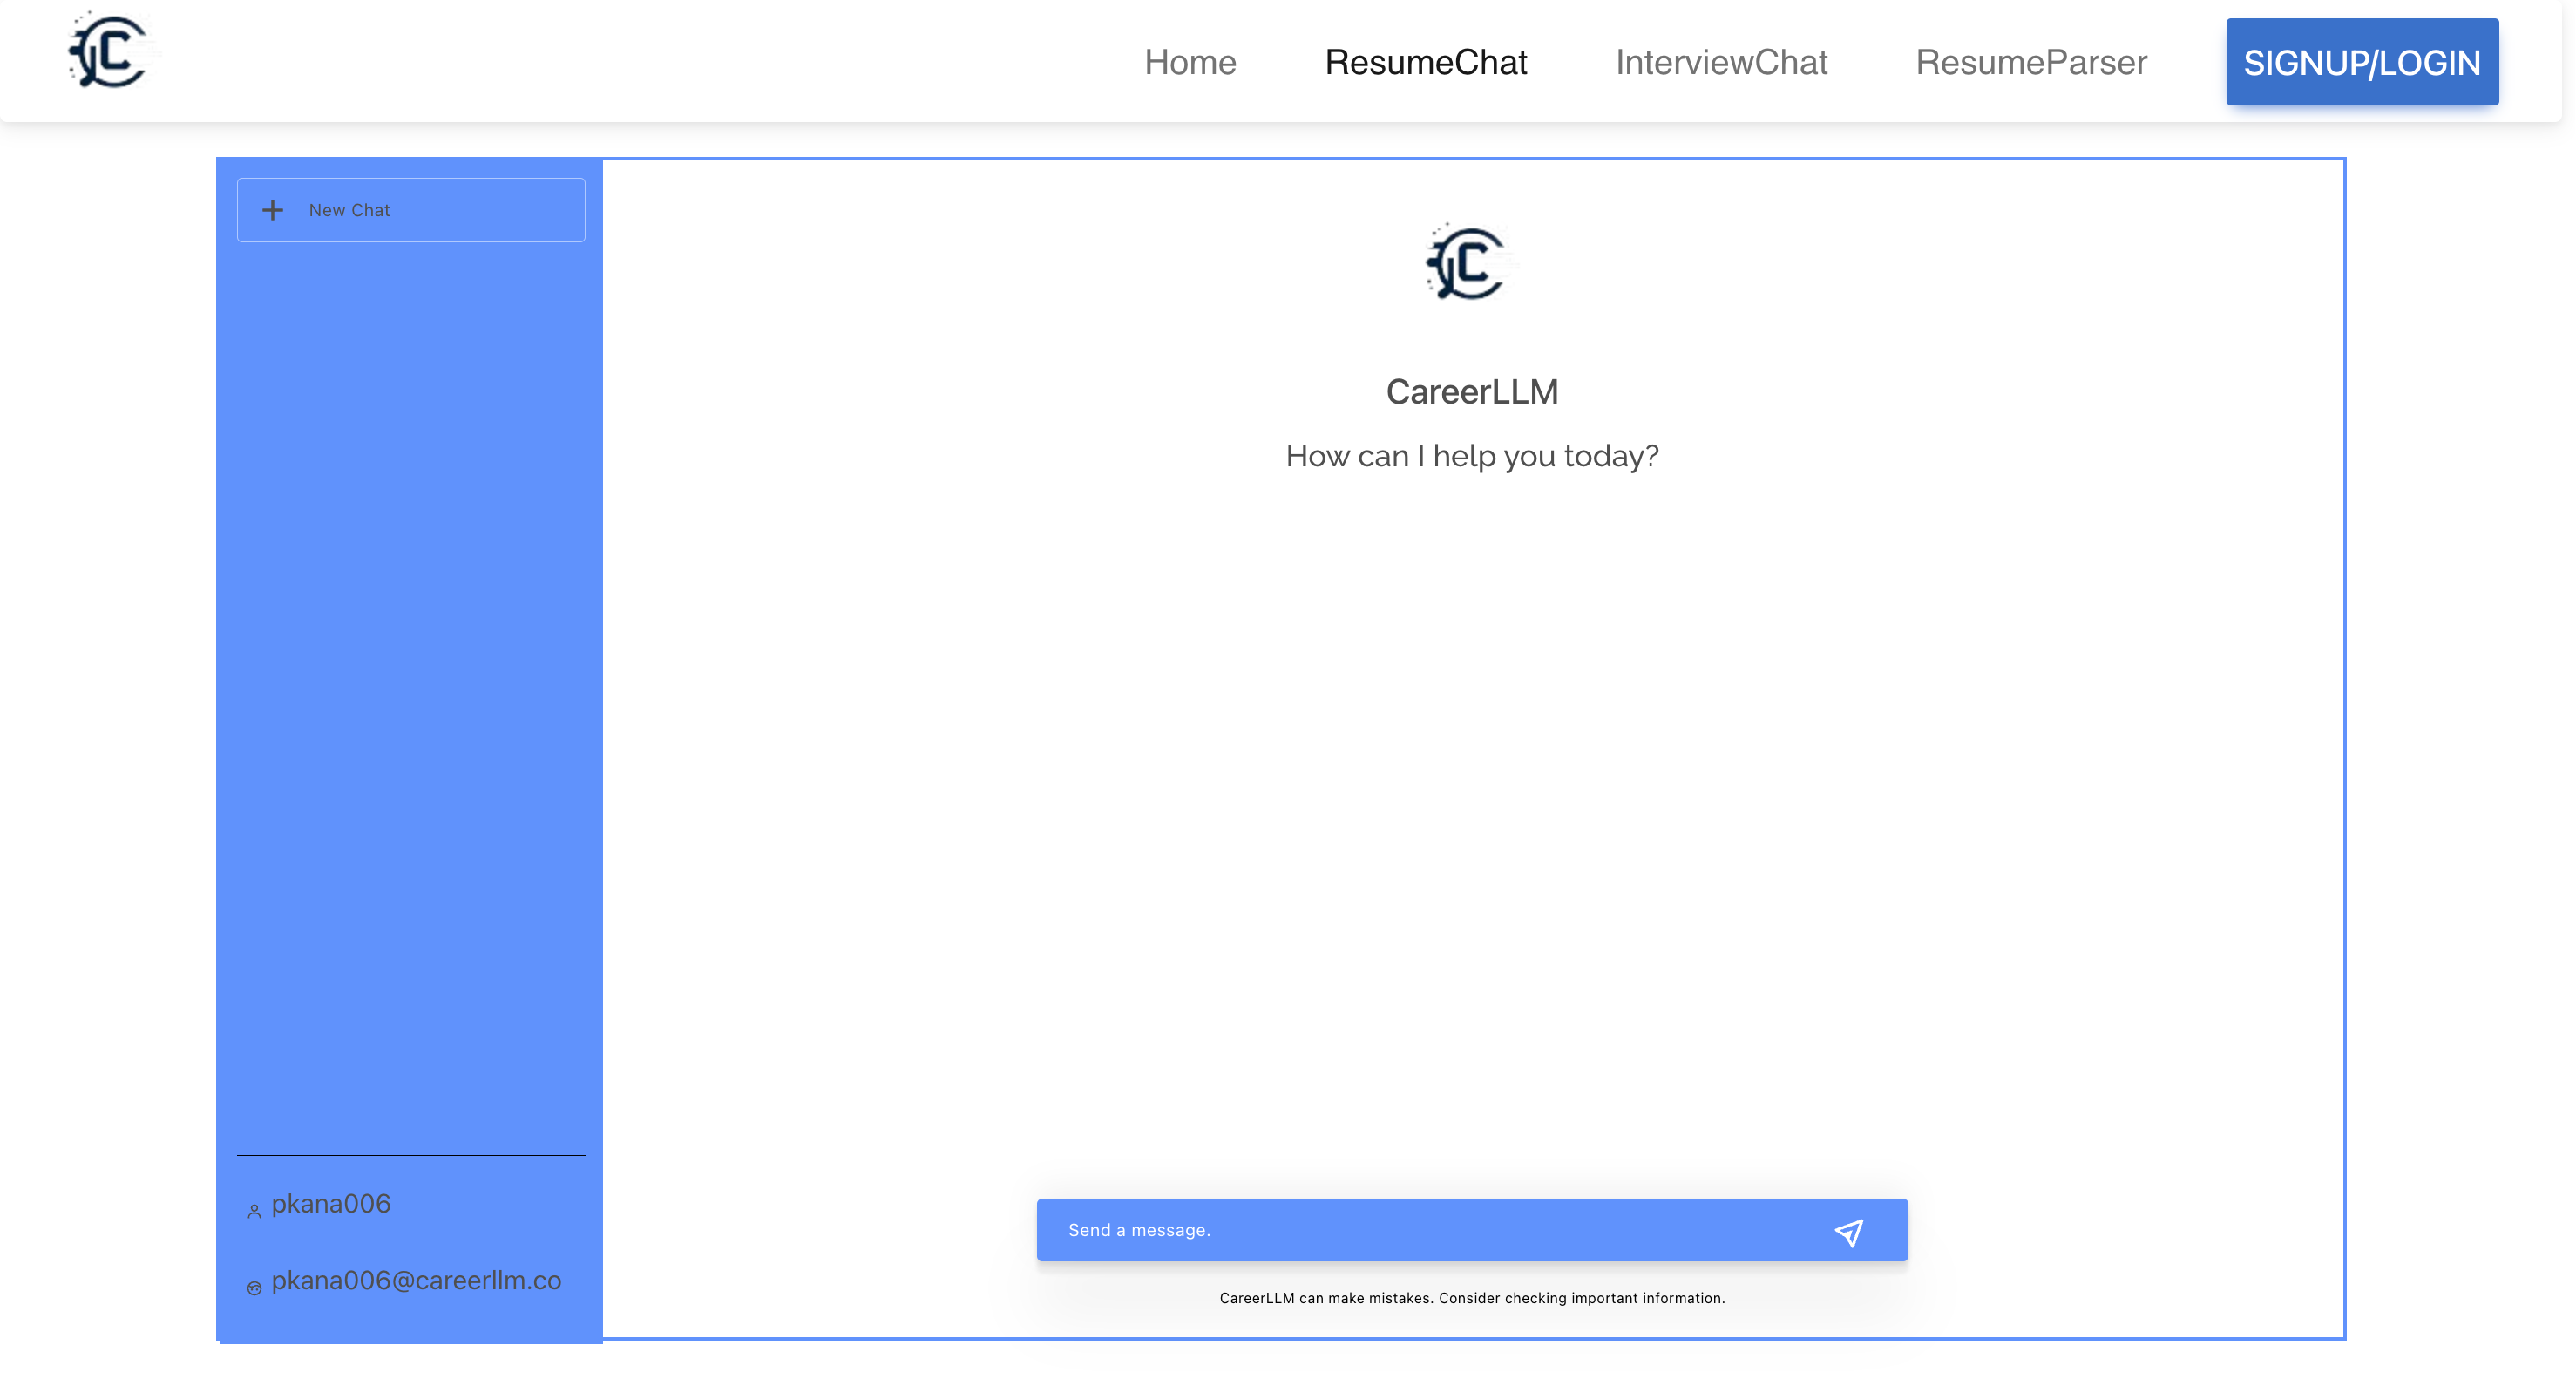 Home
ResumeChat
InterviewChat
ResumeParser
SIGNUP/LOGIN
New Chat
CareerLLM
How can I help you today?
pkana006
pkana006@careerllm.co
Send a message.
CareerLLM can make mistakes. Consider checking important information.